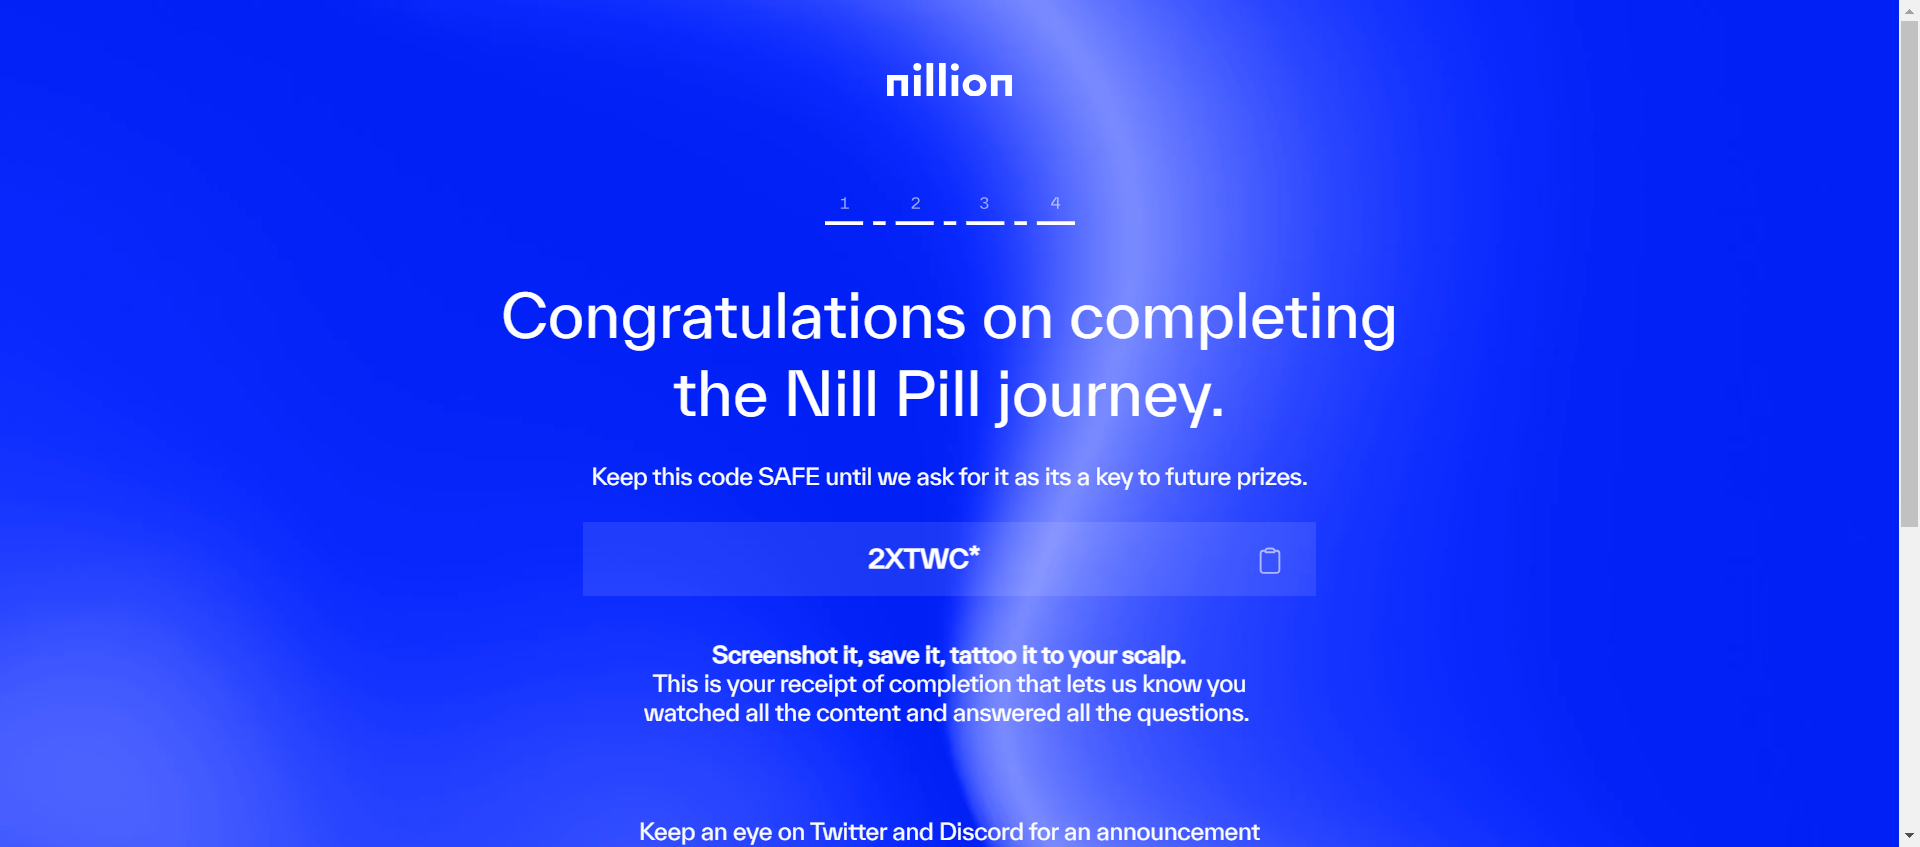 nillion
1 2 3 4
Congratulations on completing
the Nill Pill journey.
Keep this code SAFE until we ask for it as its a key to future prizes.
2XTWC*
Screenshot it, save it, tattoo it to your scalp.
This is your receipt of completion that lets us know you
watched all the content and answered all the questions.
Keep an eye on Twitter and Discord for an announcement